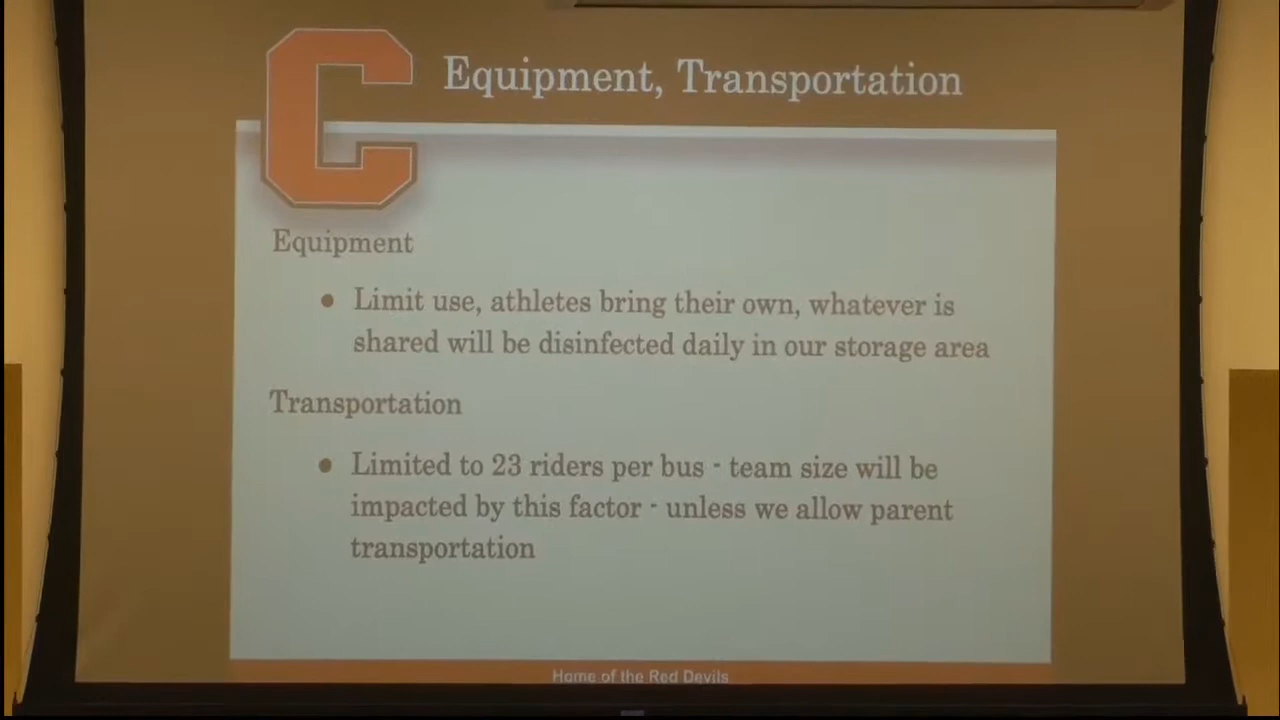 C
Equipment, Transportation
Equipment
● Limit use, athletes bring their own, whatever is
shared will be disinfected daily in our storage area
Transportation
● Limited to 23 riders per bus - team size will be
impacted by this factor - unless we allow parent
transportation
Home of the Red Devils